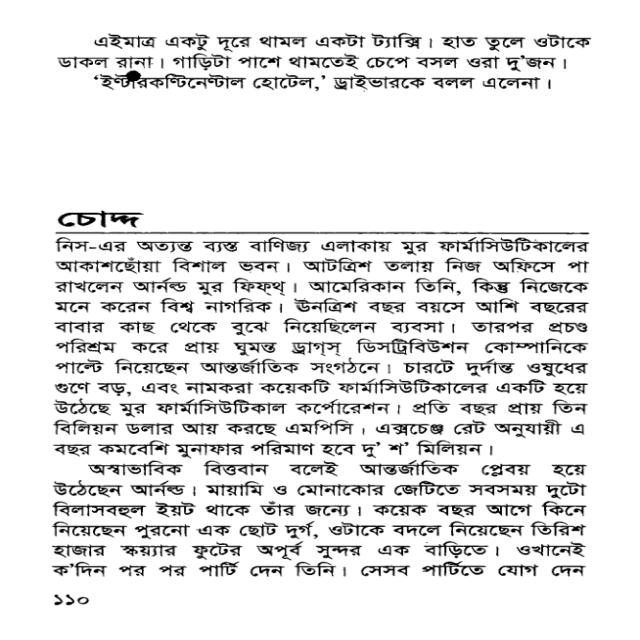 এইমাত্র একটু দূরে থামল একটা ট্যাক্সি। হাত তুলে ওটাকে
ডাকল রানা। গাড়িটা পাশে থামতেই চেপে বসল ওরা দু'জন।
'ইণ্টারকণ্টিনেণ্টাল হোটেল,' ড্রাইভারকে বলল এলেনা।
চোদ্দ
নিস-এর অত্যন্ত ব্যস্ত বাণিজ্য এলাকায় মুর ফার্মাসিউটিকালের
আকাশছোঁয়া বিশাল ভবন। আটত্রিশ তলায় নিজ অফিসে পা
রাখলেন আর্নল্ড মুর ফিফ্‌থ্। আমেরিকান তিনি, কিন্তু নিজেকে
মনে করেন বিশ্ব নাগরিক। ঊনত্রিশ বছর বয়সে আশি বছরের
বাবার কাছ থেকে বুঝে নিয়েছিলেন ব্যবসা। তারপর প্রচণ্ড
পরিশ্রম করে প্রায় ঘুমন্ত ড্রাগ্‌স্ ডিসট্রিবিউশন কোম্পানিকে
পাল্টে নিয়েছেন আন্তর্জাতিক সংগঠনে। চারটে দুর্দান্ত ওষুধের
গুণে বড়, এবং নামকরা কয়েকটি ফার্মাসিউটিকালের একটি হয়ে
উঠেছে মুর ফার্মাসিউটিকাল কর্পোরেশন। প্রতি বছর প্রায় তিন
বিলিয়ন ডলার আয় করছে এমপিসি। এক্সচেঞ্জ রেট অনুযায়ী এ
বছর কমবেশি মুনাফার পরিমাণ হবে দু' শ' মিলিয়ন।
অস্বাভাবিক বিত্তবান বলেই আন্তর্জাতিক প্লেবয় হয়ে
উঠেছেন আর্নল্ড। মায়ামি ও মোনাকোর জেটিতে সবসময় দুটো
বিলাসবহুল ইয়ট থাকে তাঁর জন্যে। কয়েক বছর আগে কিনে
নিয়েছেন পুরনো এক ছোট দুর্গ, ওটাকে বদলে নিয়েছেন তিরিশ
হাজার স্কয়্যার ফুটের অপূর্ব সুন্দর এক বাড়িতে। ওখানেই
ক'দিন পর পর পার্টি দেন তিনি। সেসব পার্টিতে যোগ দেন
১১০